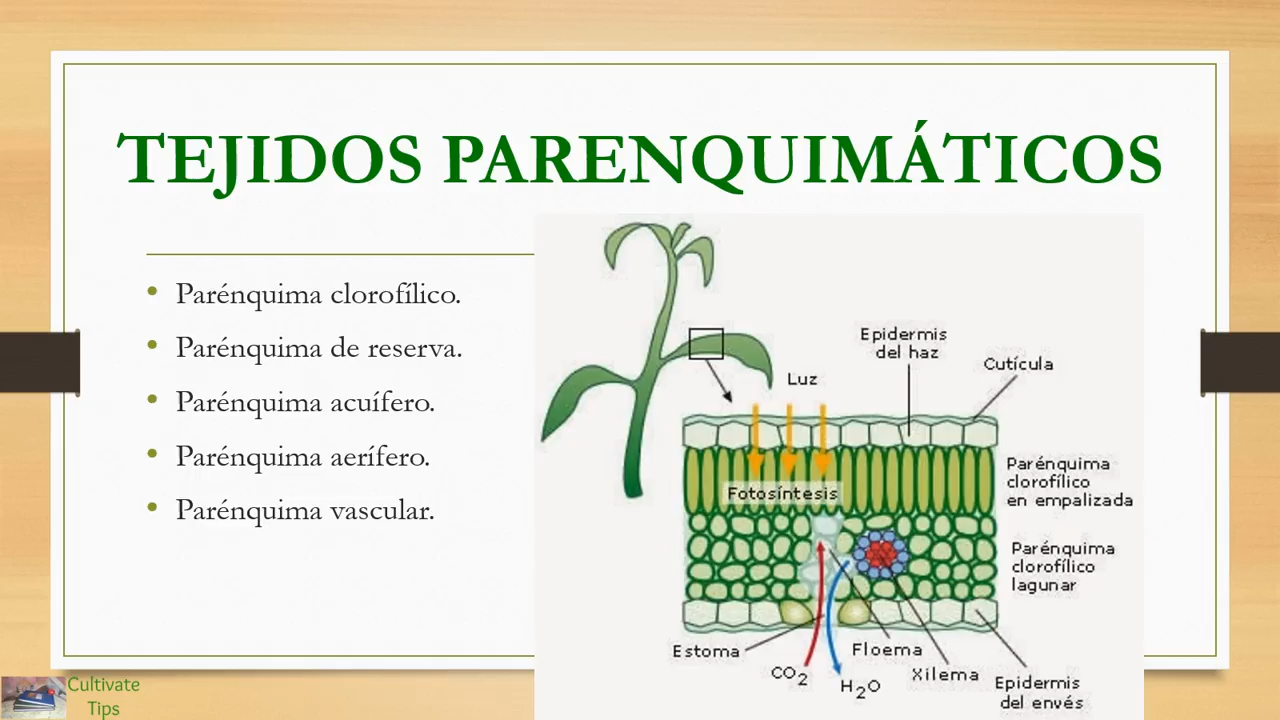 TEJIDOS PARENQUIMÁTICOS
• Parénquima clorofílico.
• Parénquima de reserva.
• Parénquima acuífero.
• Parénquima aerífero.
• Parénquima vascular.
Epidermis
del haz
Cutícula
Luz
Fotosíntesis
Parénquima
clorofílico
en empalizada
Parénquima
clorofílico
lagunar
Estoma
CO2
H2O
Floema
Xilema
Epidermis
del envés
Cultivate
Tips